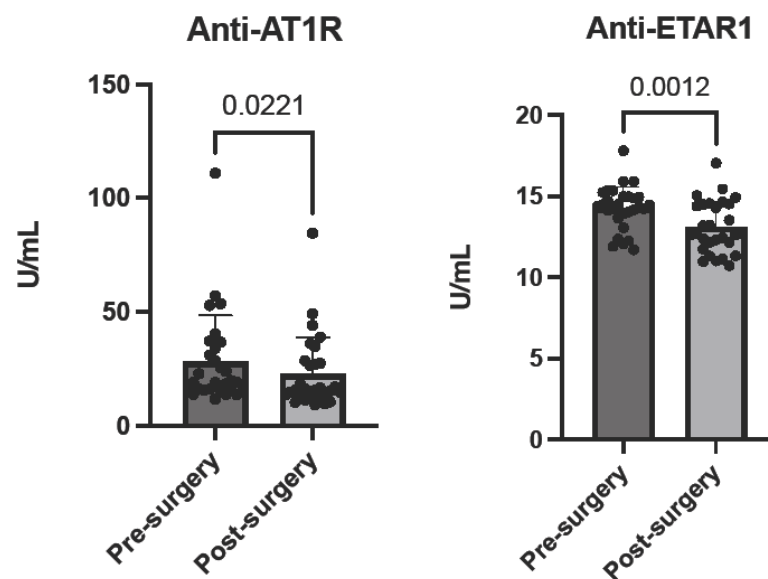 Anti-AT1R
150
100
50
0
U/mL
0.0221
Pre-surgery
Post-surgery
Anti-ETAR1
20
15
10
5
0
U/mL
0.0012
Pre-surgery
Post-surgery